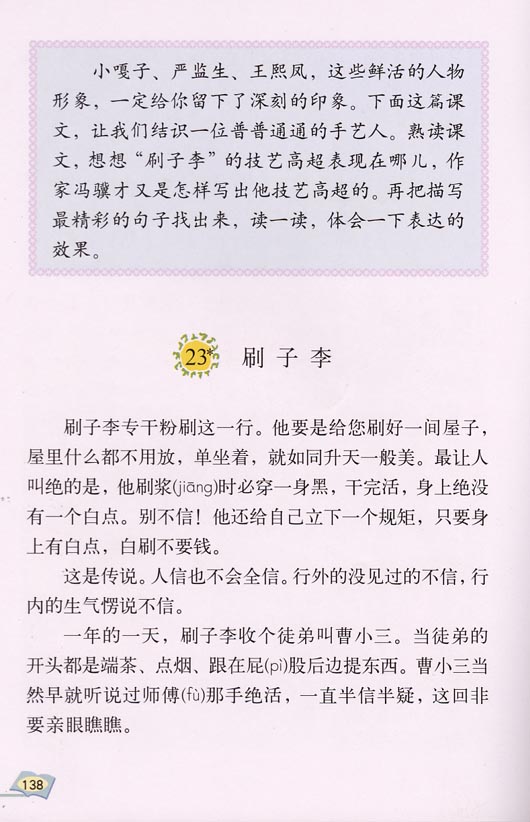 小嘎子、严监生、王熙凤，这些鲜活的人物
形象，一定给你留下了深刻的印象。下面这篇课
文，让我们结识一位普普通通的手艺人。熟读课
文，想想“刷子李”的技艺高超表现在哪儿，作
家冯骥才又是怎样写出他技艺高超的。再把描写
最精彩的句子找出来，读一读，体会一下表达的
效果。
23* 刷子李
刷子李专干粉刷这一行。他要是给您刷好一间屋子，
屋里什么都不用放，单坐着，就如同升天一般美。最让人
叫绝的是，他刷浆(jiāng)时必穿一身黑，干完活，身上绝没
有一个白点。别不信！他还给自己立下一个规矩，只要身
上有白点，白刷不要钱。
这是传说。人信也不会全信。行外的没见过的不信，行
内的生气愣说不信。
一年的一天，刷子李收个徒弟叫曹小三。当徒弟的
开头都是端茶、点烟、跟在屁(pì)股后边提东西。曹小三当
然早就听说过师傅(fù)那手绝活，一直半信半疑，这回非
要亲眼瞧瞧。
138